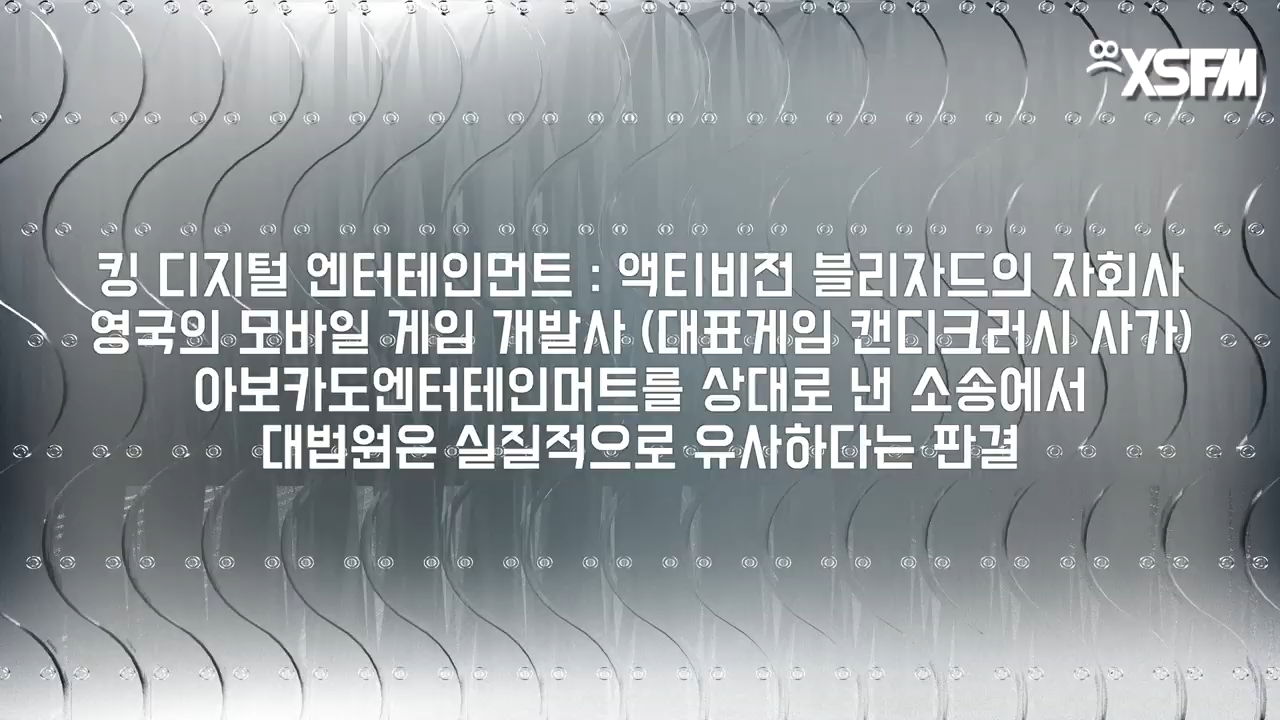 XSFM
킹 디지털 엔터테인먼트 : 액티비전 블리자드의 자회사
영국의 모바일 게임 개발사 (대표게임 캔디크러시 사가)
아보카도엔터테인머트를 상대로 낸 소송에서
대법원은 실질적으로 유사하다는 판결